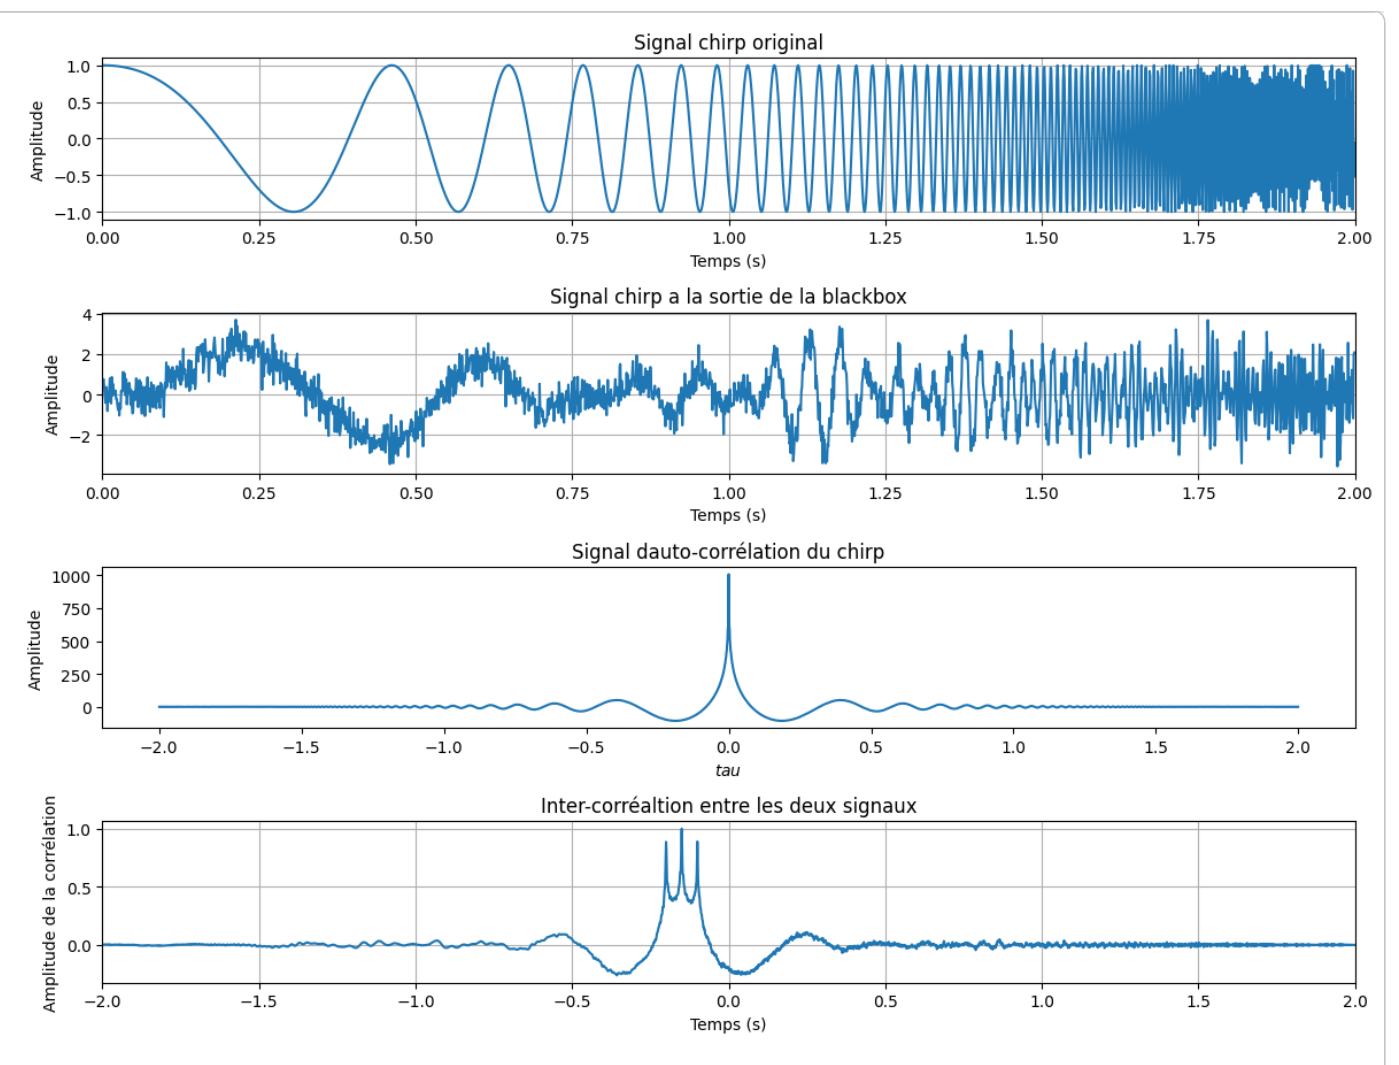 Signal chirp original
Amplitude
1.0
0.5
0.0
−0.5
−1.0
0.00 0.25 0.50 0.75 1.00 1.25 1.50 1.75 2.00
Temps (s)
Signal chirp a la sortie de la blackbox
Amplitude
4
2
0
−2
0.00 0.25 0.50 0.75 1.00 1.25 1.50 1.75 2.00
Temps (s)
Signal dauto-corrélation du chirp
Amplitude
1000
750
500
250
0
−2.0 −1.5 −1.0 −0.5 0.0 0.5 1.0 1.5 2.0
tau
Inter-corréaltion entre les deux signaux
Amplitude de la corrélation
1.0
0.5
0.0
−2.0 −1.5 −1.0 −0.5 0.0 0.5 1.0 1.5 2.0
Temps (s)